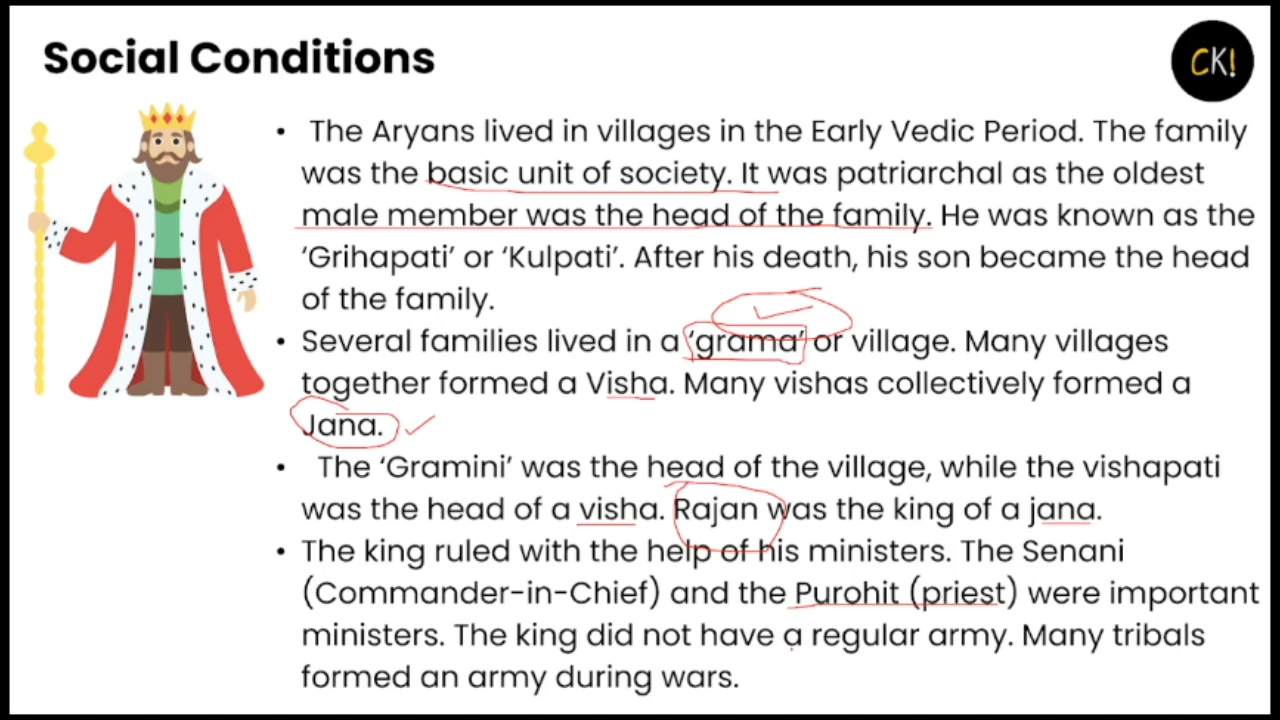 Social Conditions
CK!
• The Aryans lived in villages in the Early Vedic Period. The family
was the basic unit of society. It was patriarchal as the oldest
male member was the head of the family. He was known as the
‘Grihapati’ or ‘Kulpati’. After his death, his son became the head
of the family.
• Several families lived in a ‘grama’ or village. Many villages
together formed a Visha. Many vishas collectively formed a
Jana.
• The ‘Gramini’ was the head of the village, while the vishapati
was the head of a visha. Rajan was the king of a jana.
• The king ruled with the help of his ministers. The Senani
(Commander-in-Chief) and the Purohit (priest) were important
ministers. The king did not have a regular army. Many tribals
formed an army during wars.